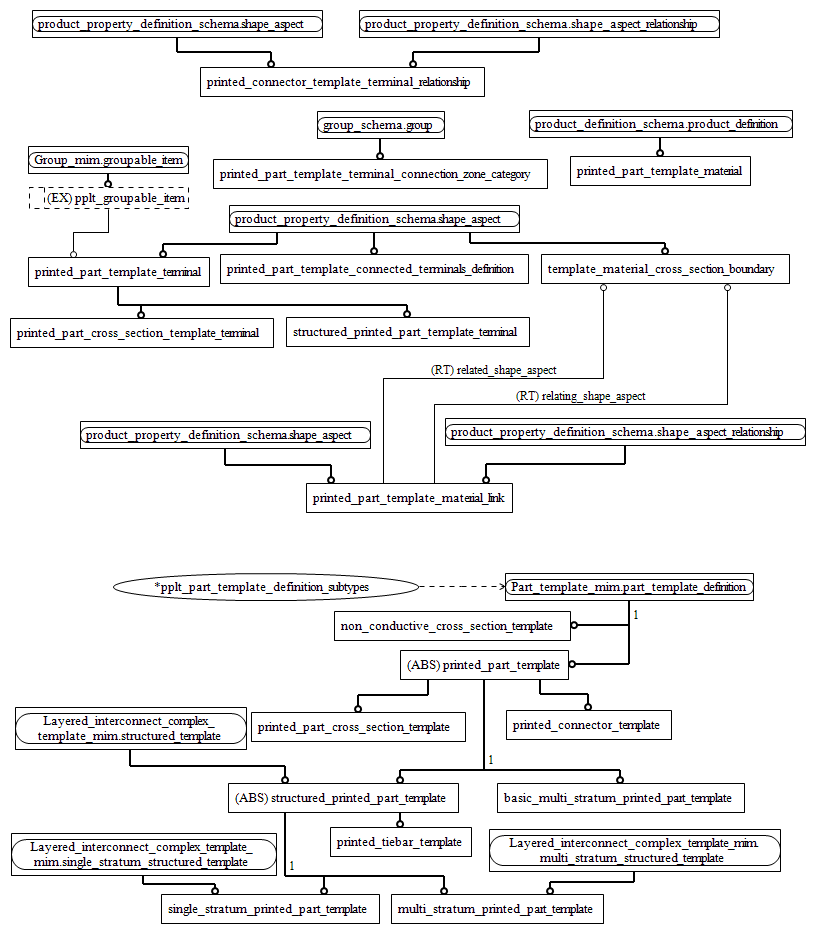 product_property_definition_schema.shape_aspect
product_property_definition_schema.shape_aspect_relationship
printed_connector_template_terminal_relationship
group_schema.group
product_definition_schema.product_definition
Group_mim.groupable_item
printed_part_template_terminal_connection_zone_category
printed_part_template_material
(EX) pplt_groupable_item
product_property_definition_schema.shape_aspect
printed_part_template_terminal
printed_part_template_connected_terminals_definition
template_material_cross_section_boundary
printed_part_cross_section_template_terminal
structured_printed_part_template_terminal
(RT) related_shape_aspect
(RT) relating_shape_aspect
product_property_definition_schema.shape_aspect
product_property_definition_schema.shape_aspect_relationship
printed_part_template_material_link
*pplt_part_template_definition_subtypes
Part_template_mim.part_template_definition
1
non_conductive_cross_section_template
(ABS) printed_part_template
Layered_interconnect_complex_
template_mim.structured_template
printed_part_cross_section_template
printed_connector_template
1
(ABS) structured_printed_part_template
basic_multi_stratum_printed_part_template
printed_tiebar_template
Layered_interconnect_complex_template_
mim.single_stratum_structured_template
Layered_interconnect_complex_template_mim.
multi_stratum_structured_template
1
single_stratum_printed_part_template
multi_stratum_printed_part_template